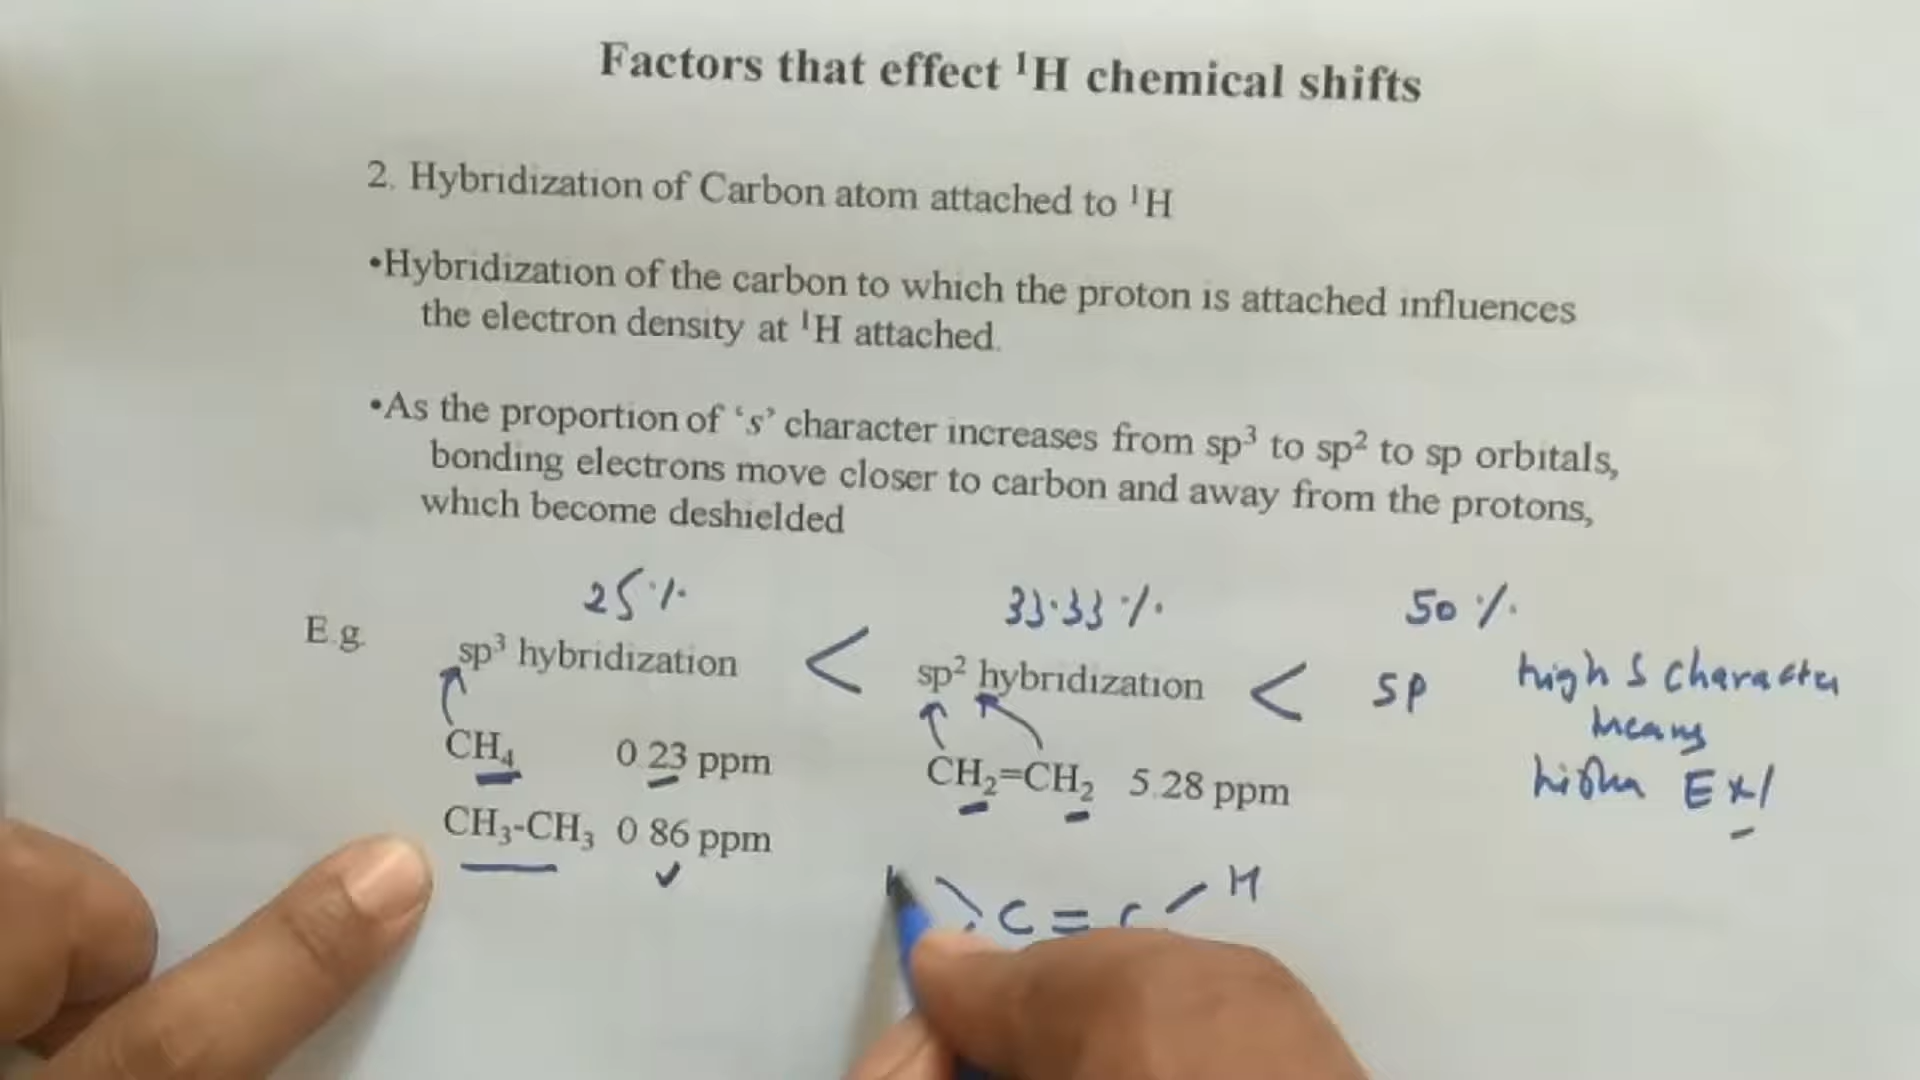 Factors that effect ¹H chemical shifts
2. Hybridization of Carbon atom attached to ¹H
•Hybridization of the carbon to which the proton is attached influences
the electron density at ¹H attached.
•As the proportion of ‘s’ character increases from sp³ to sp² to sp orbitals,
bonding electrons move closer to carbon and away from the protons,
which become deshielded
25% 33.33% 50%
E.g. sp³ hybridization < sp² hybridization < SP high S character
means
CH₄ 0.23 ppm CH₂=CH₂ 5.28 ppm
CH₃-CH₃ 0.86 ppm
C = C H